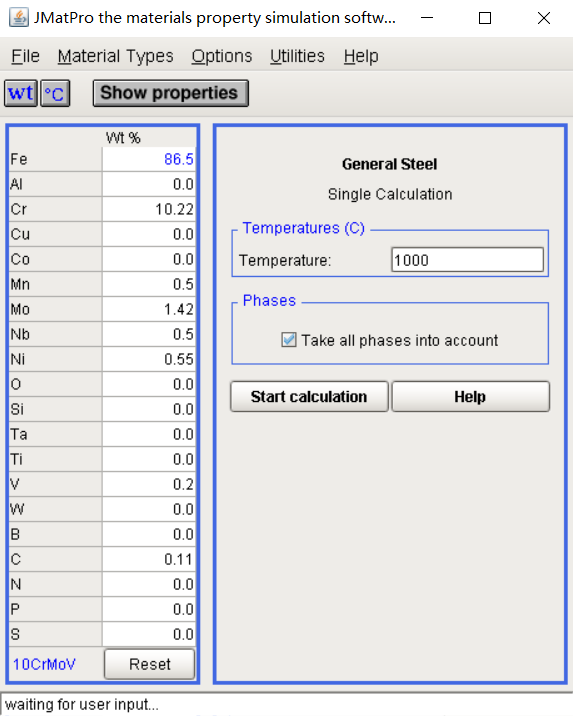 JMatPro the materials property simulation softw...
File Material Types Options Utilities Help
wt °C Show properties
Wt %
Fe 86.5
Al 0.0
Cr 10.22
Cu 0.0
Co 0.0
Mn 0.5
Mo 1.42
Nb 0.5
Ni 0.55
O 0.0
Si 0.0
Ta 0.0
Ti 0.0
V 0.2
W 0.0
B 0.0
C 0.11
N 0.0
P 0.0
S 0.0
10CrMoV Reset
General Steel
Single Calculation
Temperatures (C)
Temperature: 1000
Phases
Take all phases into account
Start calculation Help
waiting for user input...